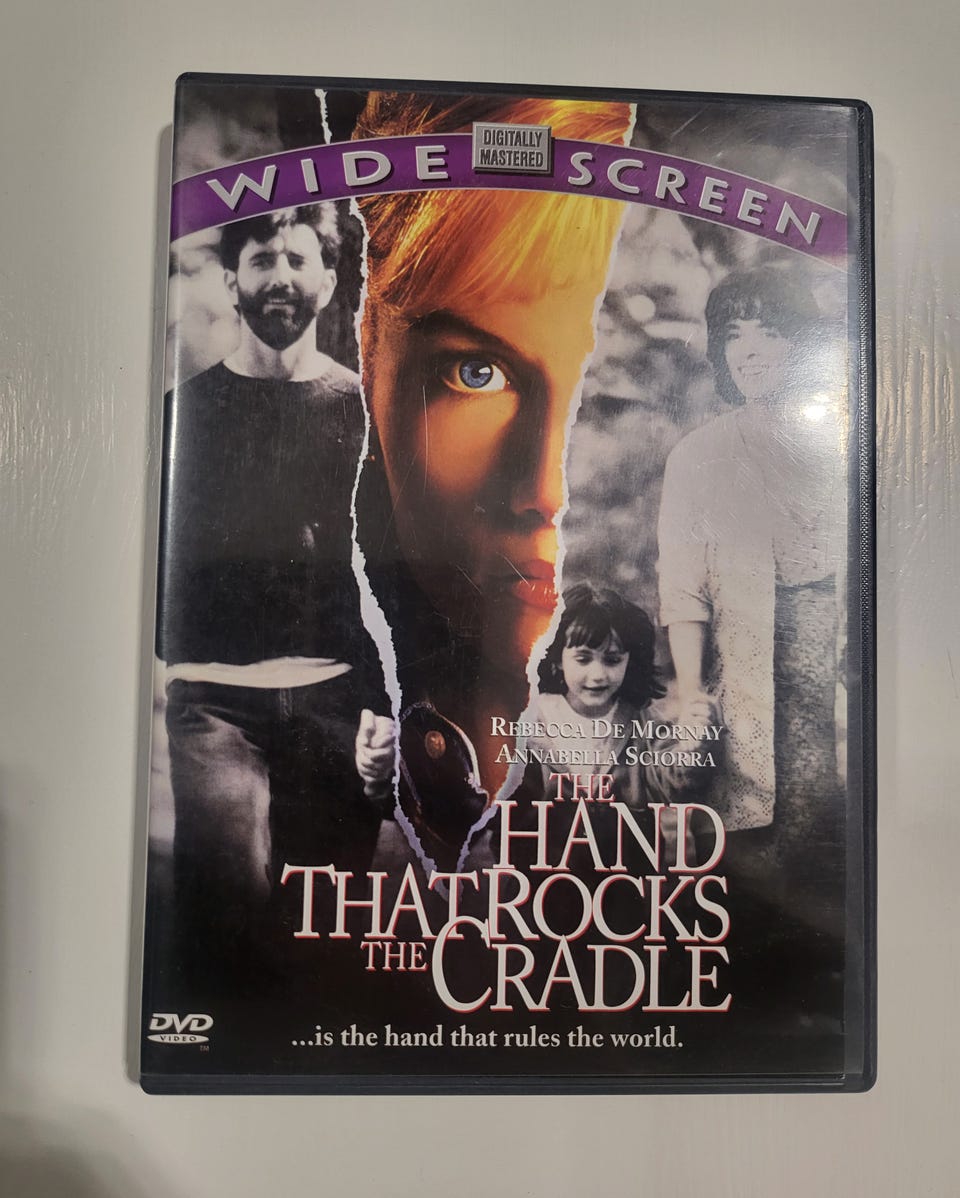 DIGITALLY
MASTERED
WIDE SCREEN
REBECCA DE MORNAY
ANNABELLA SCIORRA
THE
HAND
THAT ROCKS
THE CRADLE
...is the hand that rules the world.
DVD
VIDEO
TM